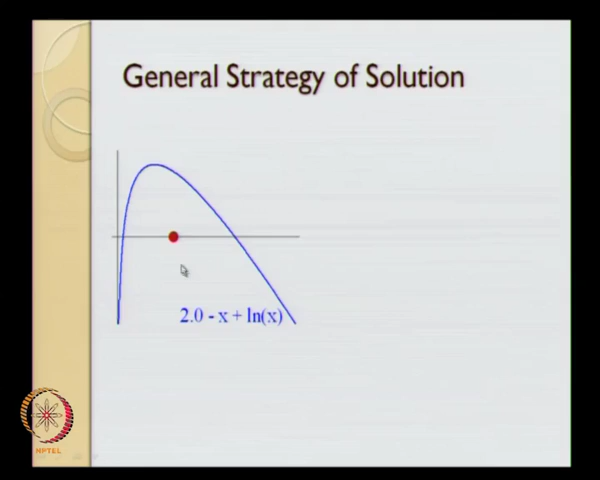 General Strategy of Solution
2.0 - x + ln(x)
NPTEL